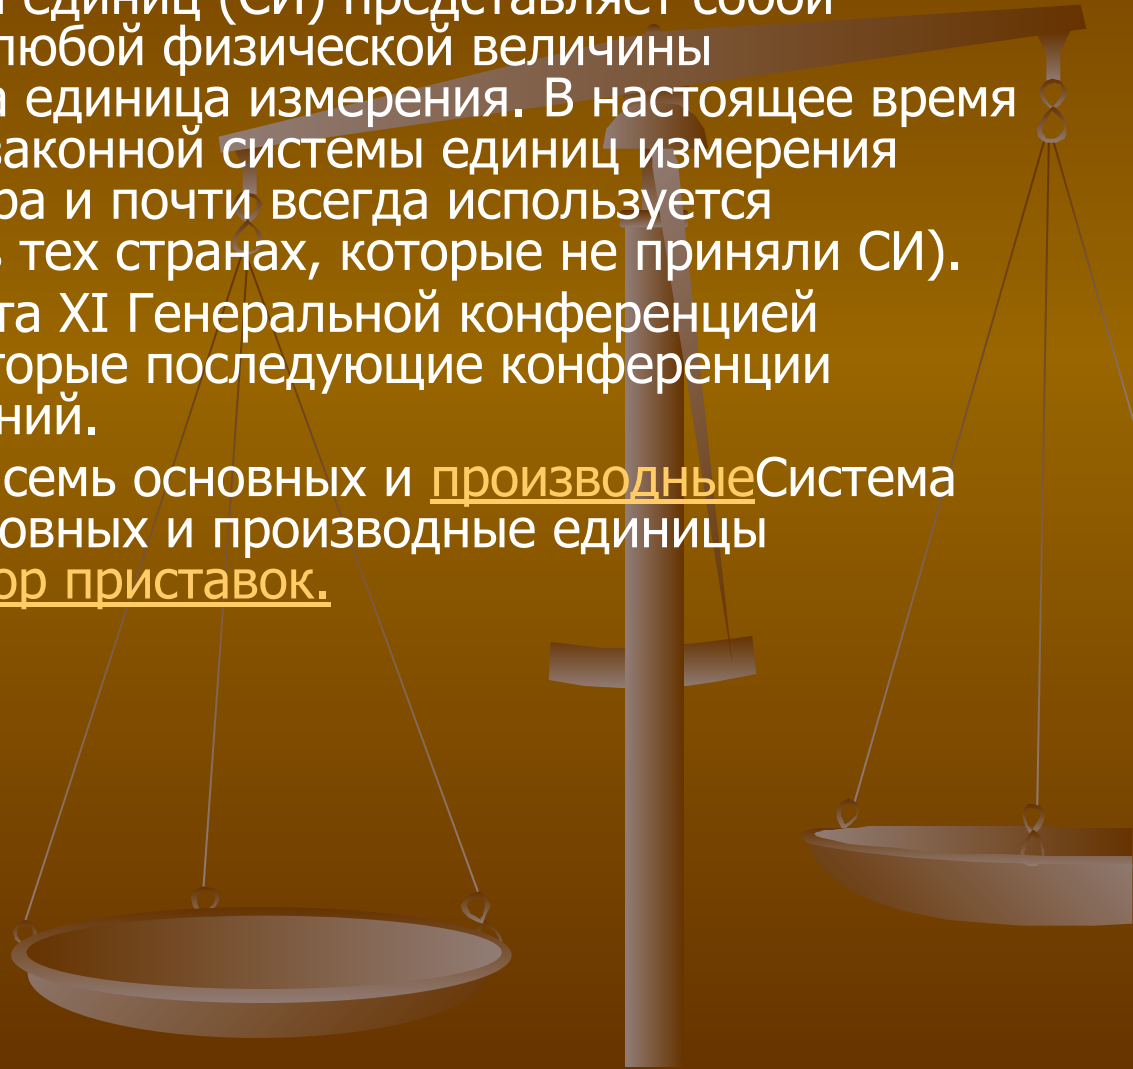 единиц (СИ) представляет собой
любой физической величины
а единица измерения. В настоящее время
законной системы единиц измерения
ра и почти всегда используется
в тех странах, которые не приняли СИ).
та XI Генеральной конференцией
торые последующие конференции
ний.
семь основных и производныеСистема
овных и производные единицы
ор приставок.